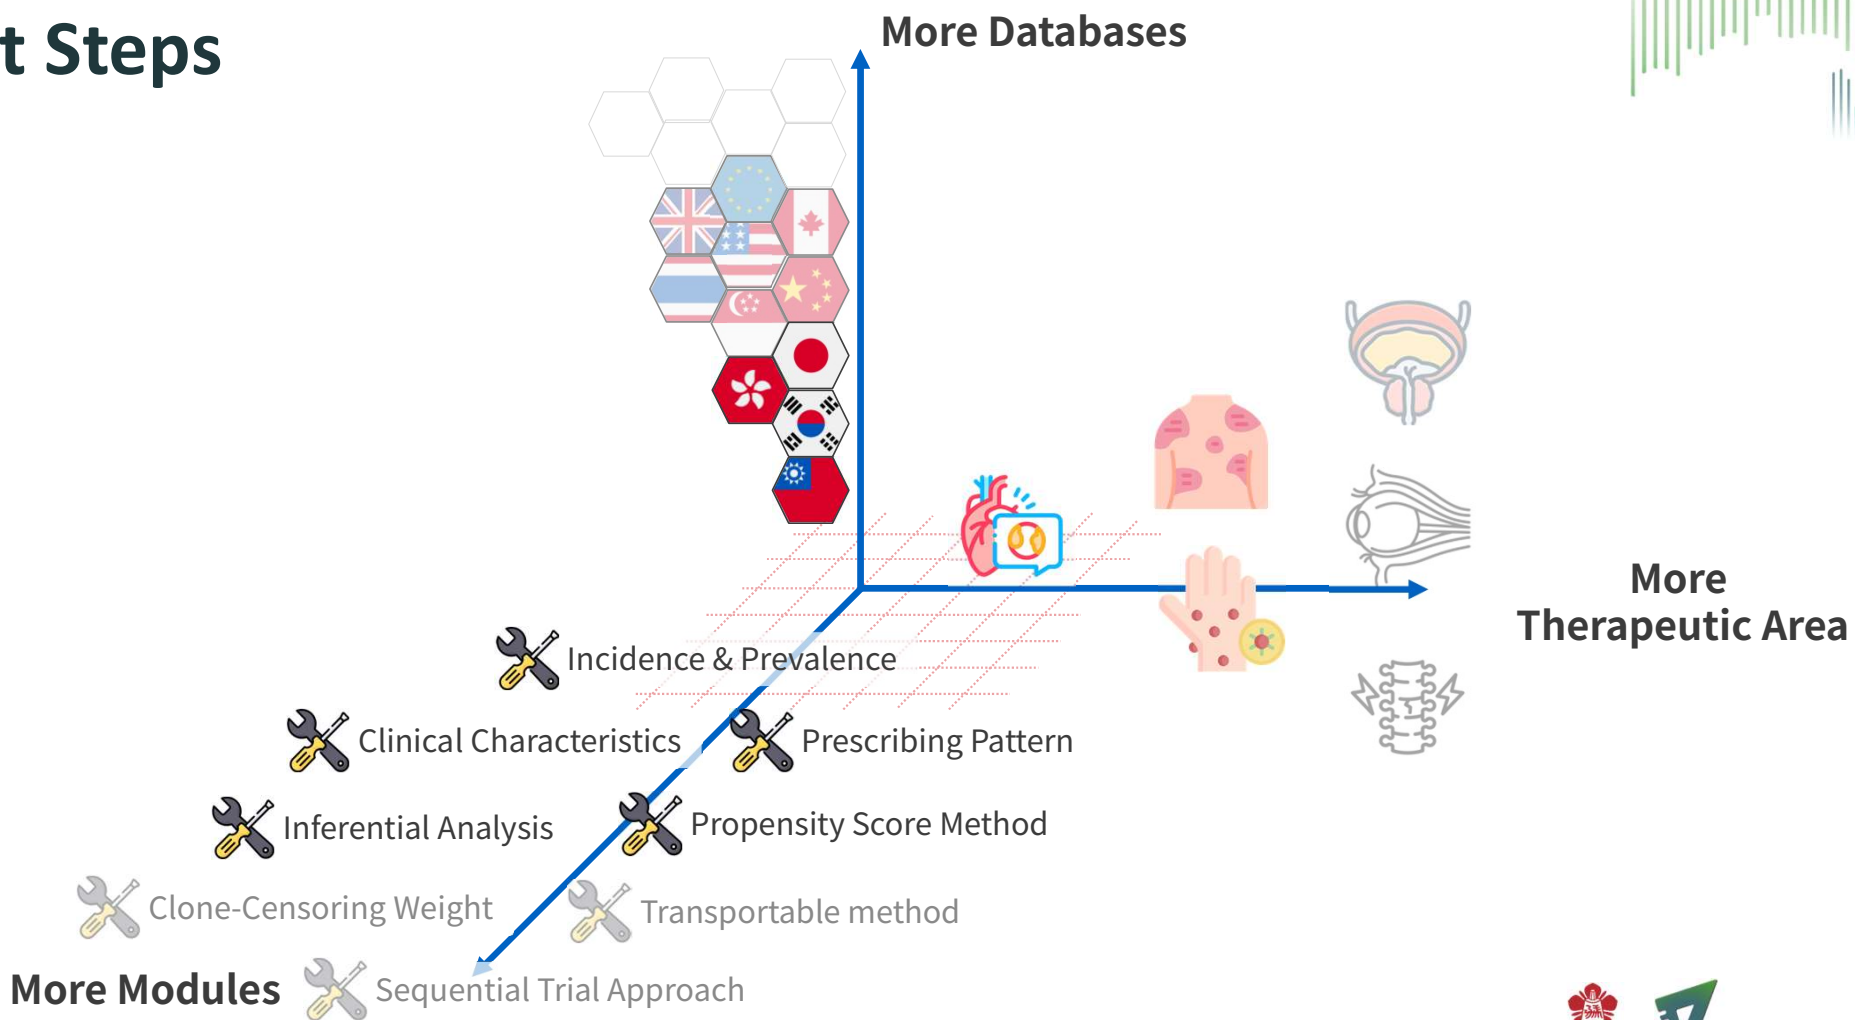 t Steps
More Databases
More
Therapeutic Area
Incidence & Prevalence
Clinical Characteristics
Prescribing Pattern
Inferential Analysis
Propensity Score Method
Clone-Censoring Weight
Transportable method
More Modules
Sequential Trial Approach